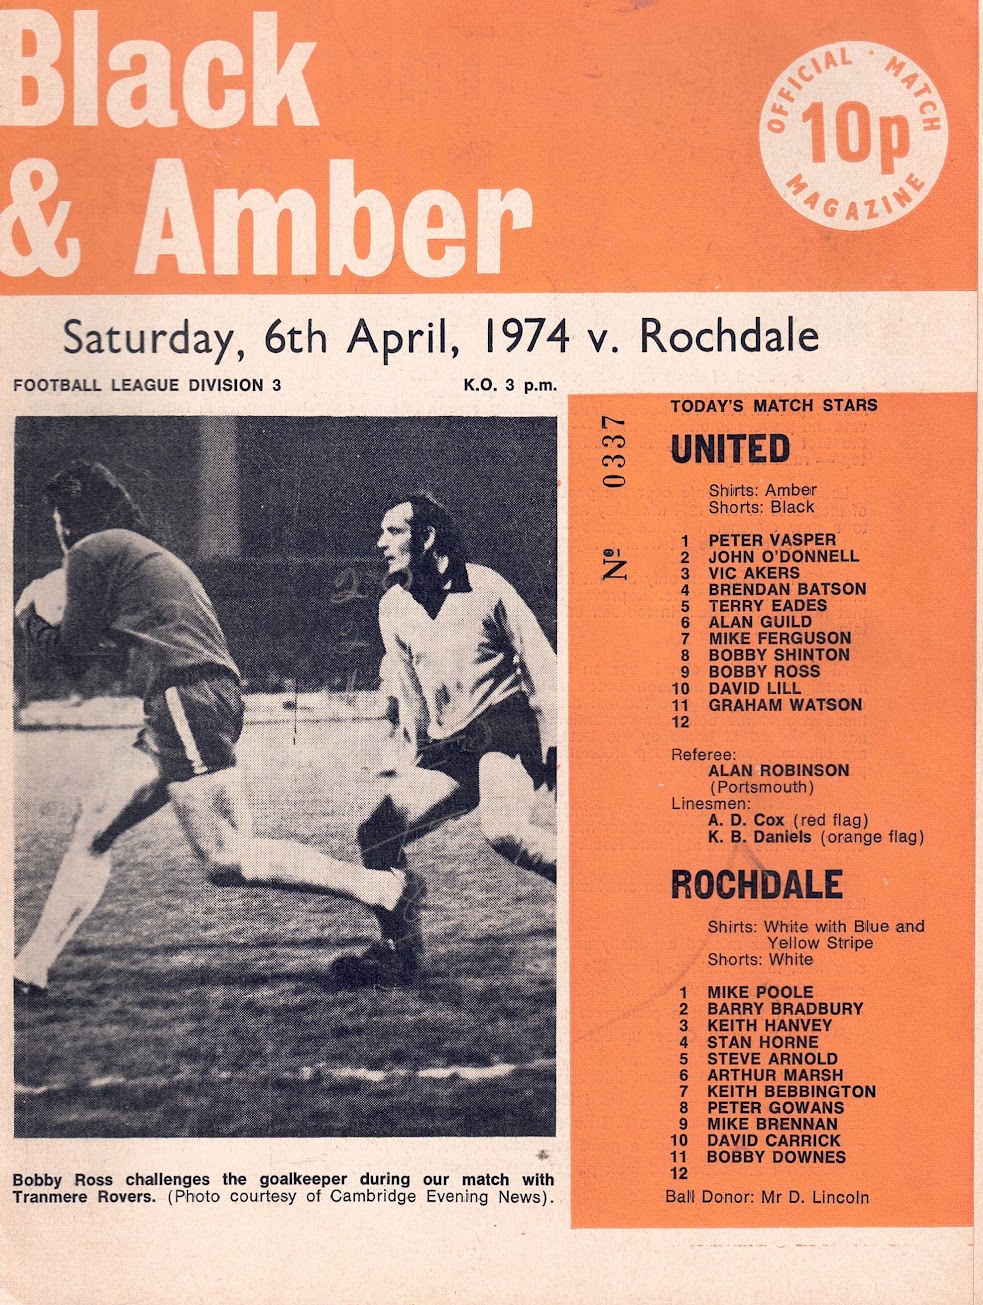 Black
& Amber
OFFICIAL · MATCH
10p
MAGAZINE
Saturday, 6th April, 1974 v. Rochdale
FOOTBALL LEAGUE DIVISION 3
K.O. 3 p.m.
Nº 0337
TODAY'S MATCH STARS
UNITED
Shirts: Amber
Shorts: Black
1 PETER VASPER
2 JOHN O'DONNELL
3 VIC AKERS
4 BRENDAN BATSON
5 TERRY EADES
6 ALAN GUILD
7 MIKE FERGUSON
8 BOBBY SHINTON
9 BOBBY ROSS
10 DAVID LILL
11 GRAHAM WATSON
12
Referee:
ALAN ROBINSON
(Portsmouth)
Linesmen:
A. D. Cox (red flag)
K. B. Daniels (orange flag)
ROCHDALE
Shirts: White with Blue and
Yellow Stripe
Shorts: White
1 MIKE POOLE
2 BARRY BRADBURY
3 KEITH HANVEY
4 STAN HORNE
5 STEVE ARNOLD
6 ARTHUR MARSH
7 KEITH BEBBINGTON
8 PETER GOWANS
9 MIKE BRENNAN
10 DAVID CARRICK
11 BOBBY DOWNES
12
Ball Donor: Mr D. Lincoln
Bobby Ross challenges the goalkeeper during our match with
Tranmere Rovers. (Photo courtesy of Cambridge Evening News).